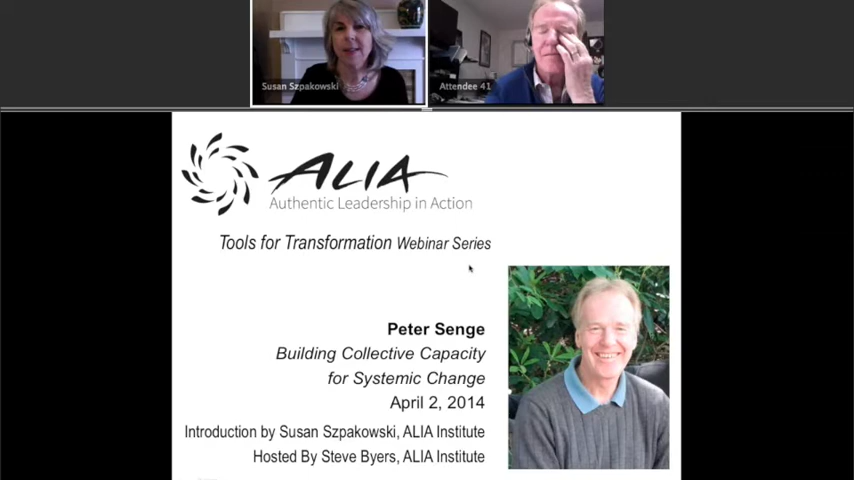 Susan Szpakowski
Attendee 41
ALIA
Authentic Leadership in Action
Tools for Transformation Webinar Series
Peter Senge
Building Collective Capacity
for Systemic Change
April 2, 2014
Introduction by Susan Szpakowski, ALIA Institute
Hosted By Steve Byers, ALIA Institute